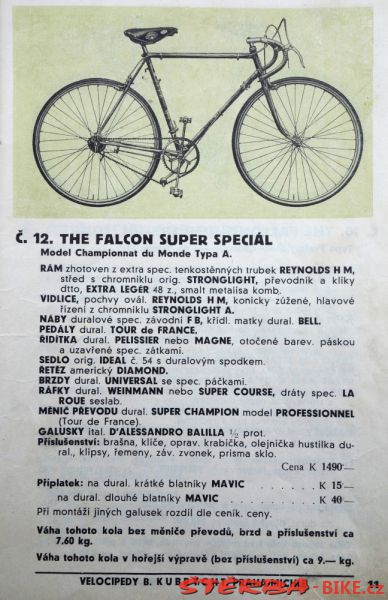 Č. 12. THE FALCON SUPER SPECIÁL
Model Championnat du Monde Typa A.
RÁM zhotoven z extra spec. tenkostěnných trubek REYNOLDS H M,
střed s chromniklu orig. STRONGLIGHT, převodník a kliky
dtto, EXTRA LEGER 48 z., smalt metalisa komb.
VIDLICE, pochvy ovál. REYNOLDS H M, konicky zúžené, hlavové
řízení z chromniklu STRONGLIGHT A.
NÁBY duralové spec. závodní F B, křídl. matky dural. BELL.
PEDÁLY dural. TOUR de FRANCE.
ŘIDÍTKA dural. PELISSIER nebo MAGNE, otočené barev. páskou
a uzavřené spec. zátkami.
SEDLO orig. IDEAL č. 54 s duralovým spodkem.
ŘETĚZ americký DIAMOND.
BRZDY dural. UNIVERSAL se spec. páčkami.
RÁFKY dural. WEINMANN nebo SUPER COURSE, dráty spec. LA
ROUE seslab.
MĚNIČ PŘEVODU dural. SUPER CHAMPION model PROFESSIONNEL
(Tour de France).
GALUSKY ital. D'ALESSANDRO BALILLA ½ prot.
Příslušenství: brašna, klíče, oprav. krabička, olejnička hustilka du-
ral., klipsy, řemeny, záv. zvonek, prisma sklo.
Cena K 1490·—
Příplatek: na dural. krátké blatníky MAVIC . . . . K 15·—
na dural. dlouhé blatníky MAVIC . . . . K 40·—
Při montáži jiných galusek rozdíl dle ceník. ceny.
Váha tohoto kola bez měniče převodů, brzd a příslušenství ca
7.60 kg.
Váha tohoto kola v hořejší výpravě (bez příslušenství) ca 9.— kg.
VELOCIPEDY B. KUB
11
STERBA-BIKE.cz